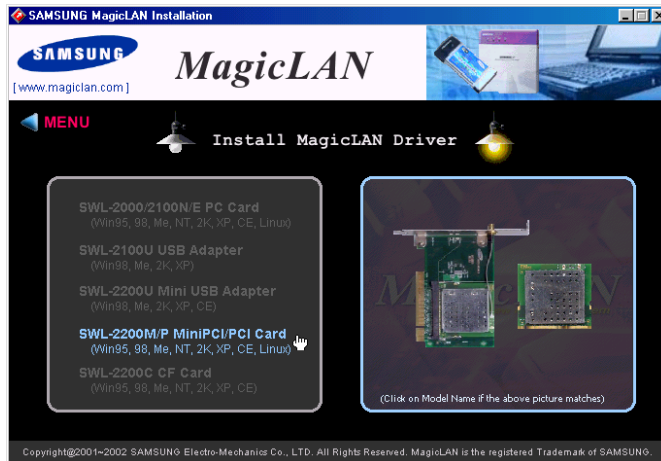 SAMSUNG MagicLAN Installation
SAMSUNG
MagicLAN
[ www.magiclan.com ]
MENU
Install MagicLAN Driver
SWL-2000/2100N/E PC Card
(Win95, 98, Me, NT, 2K, XP, CE, Linux)
SWL-2100U USB Adapter
(Win98, Me, 2K, XP)
SWL-2200U Mini USB Adapter
(Win98, Me, 2K, XP, CE)
SWL-2200M/P MiniPCI/PCI Card
(Win95, 98, Me, NT, 2K, XP, CE, Linux)
SWL-2200C CF Card
(Win95, 98, Me, NT, 2K, XP, CE)
MagicLAN
(Click on Model Name if the above picture matches)
Copyright@2001~2002 SAMSUNG Electro-Mechanics Co., LTD. All Rights Reserved. MagicLAN is the registered Trademark of SAMSUNG.